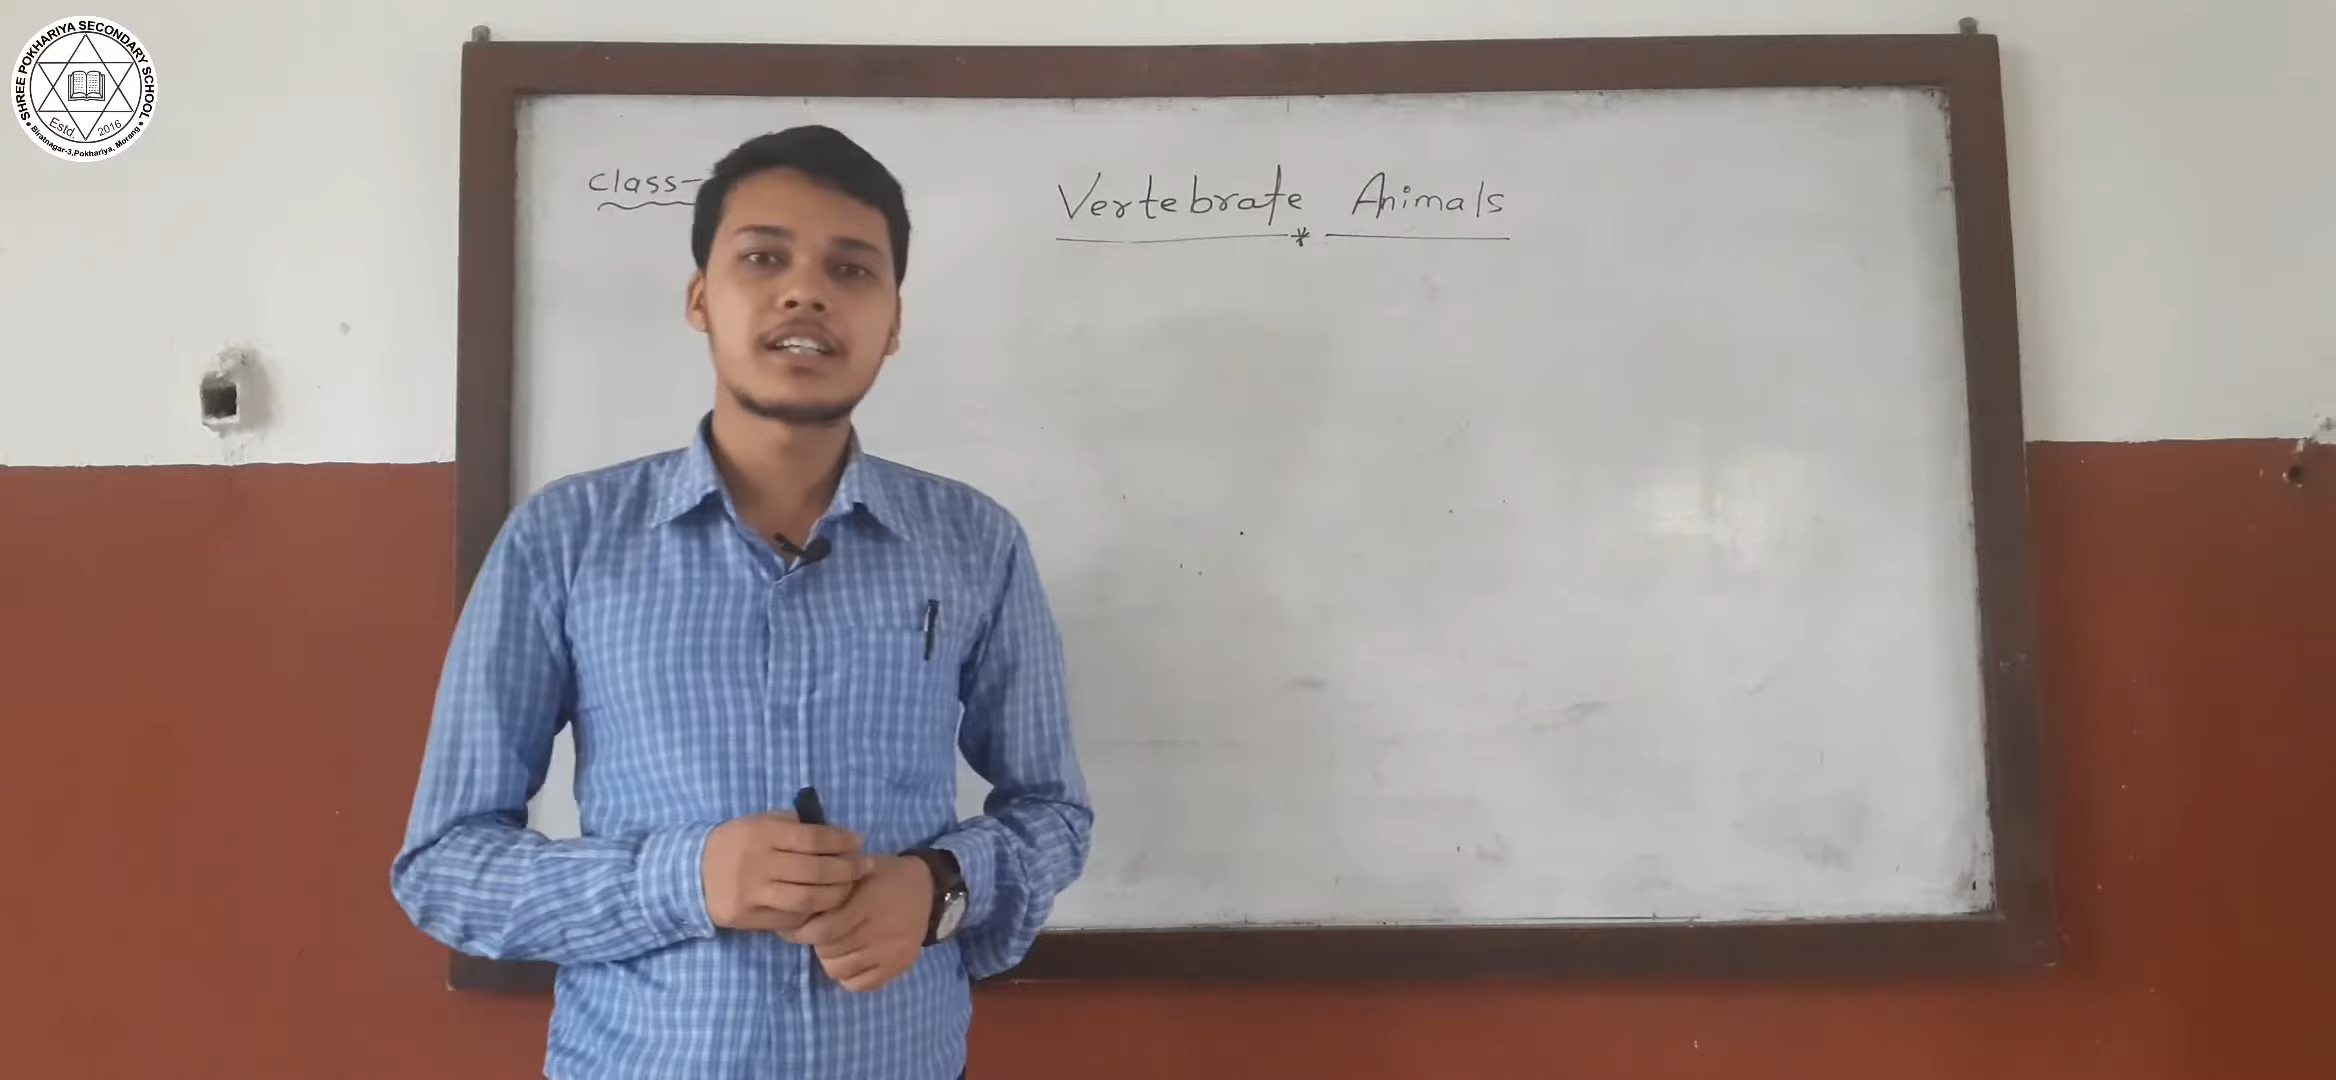 SHREE POKHARIYA SECONDARY SCHOOL
Estd. 2016
Biratnagar-3,Pokhariya, Morang
Class-
Vertebrate Animals